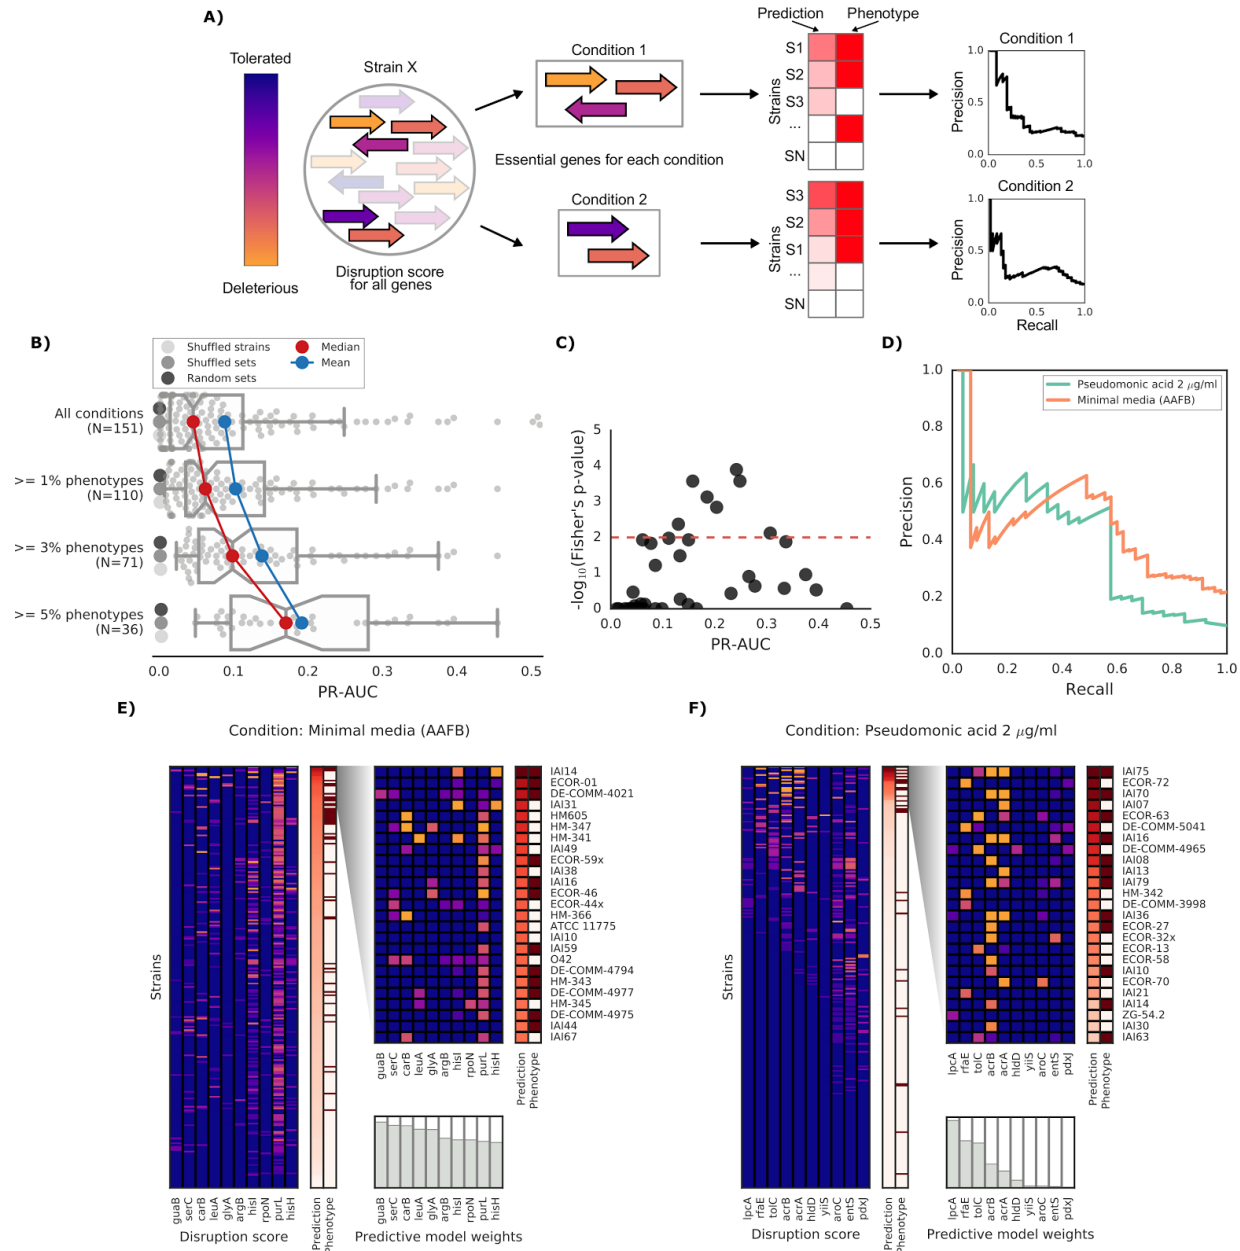 A)
Tolerated
Deleterious
Strain X
Disruption score
for all genes
Condition 1
Essential genes for each condition
Condition 2
Prediction
Phenotype
Strains
S1
S2
S3
...
SN
Strains
S3
S2
S1
...
SN
Condition 1
Precision
1.0
0.5
0.0
0.0
0.5
1.0
Condition 2
Precision
1.0
0.5
0.0
0.0
0.5
1.0
Recall
B)
Shuffled strains
Shuffled sets
Random sets
Median
Mean
All conditions
(N=151)
>= 1% phenotypes
(N=110)
>= 3% phenotypes
(N=71)
>= 5% phenotypes
(N=36)
0.0 0.1 0.2 0.3 0.4 0.5
PR-AUC
C)
-log10(Fisher's p-value)
5
4
3
2
1
0
0.0 0.1 0.2 0.3 0.4 0.5
PR-AUC
D)
Pseudomonic acid 2 μg/ml
Minimal media (AAFB)
Precision
1.0
0.8
0.6
0.4
0.2
0.0
0.0 0.2 0.4 0.6 0.8 1.0
Recall
E)
Condition: Minimal media (AAFB)
Strains
IAI14
ECOR-01
DE-COMM-4021
IAI31
HM605
HM-347
HM-341
IAI49
ECOR-59x
IAI38
IAI16
ECOR-46
ECOR-44x
HM-366
ATCC 11775
IAI10
IAI59
O42
DE-COMM-4794
HM-343
DE-COMM-4977
HM-345
DE-COMM-4975
IAI44
IAI67
guaB serC carB leuA glyA argB hisI rpoN purL hisH
Prediction
Phenotype
guaB serC carB leuA glyA argB hisI rpoN purL hisH
Disruption score
Prediction
Phenotype
guaB serC carB leuA glyA argB hisI rpoN purL hisH
Predictive model weights
F)
Condition: Pseudomonic acid 2 μg/ml
Strains
IAI75
ECOR-72
IAI70
IAI07
ECOR-63
DE-COMM-5041
IAI16
DE-COMM-4965
IAI08
IAI13
IAI79
HM-342
DE-COMM-3998
IAI36
ECOR-27
ECOR-32x
ECOR-13
ECOR-58
IAI10
ECOR-70
IAI21
IAI14
ZG-54.2
IAI30
IAI63
lpcA rfaE tolC acrB acrA hldD yiiS aroC entS pdxJ
Prediction
Phenotype
lpcA rfaE tolC acrB acrA hldD yiiS aroC entS pdxJ
Disruption score
Prediction
Phenotype
lpcA rfaE tolC acrB acrA hldD yiiS aroC entS pdxJ
Predictive model weights